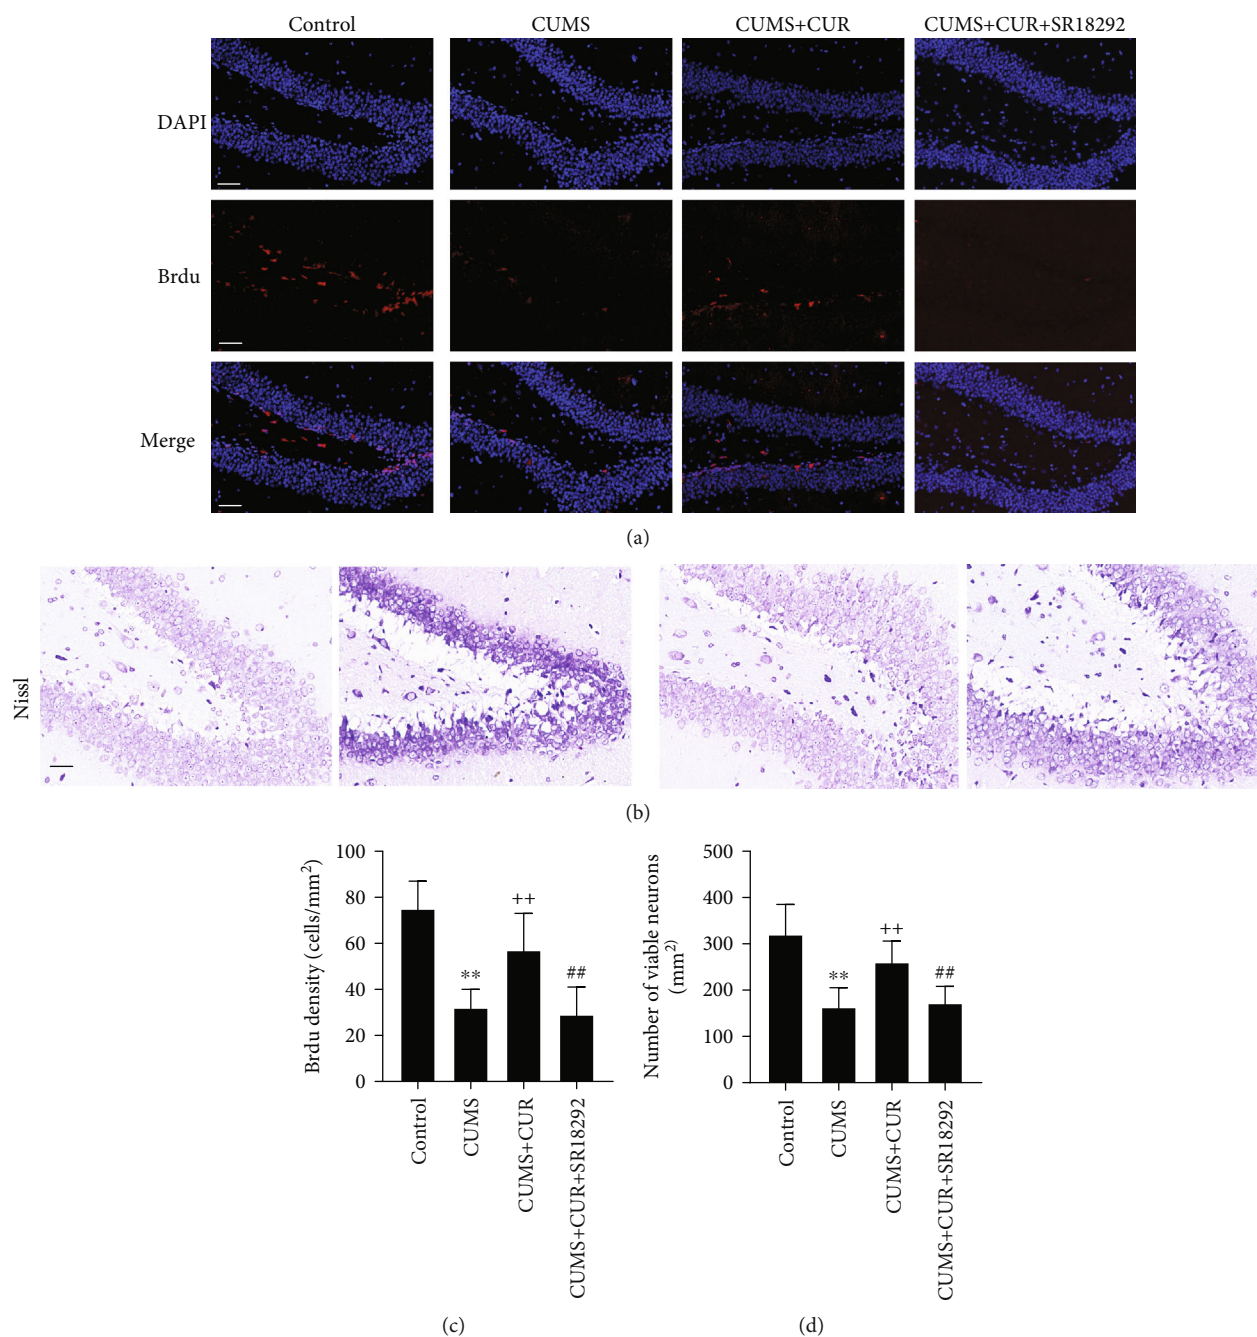 Control CUMS CUMS+CUR CUMS+CUR+SR18292
DAPI
Brdu
Merge
(a)
Nissl
(b)
Brdu density (cells/mm²)
100
80
60
40
20
0
**
++
##
Control
CUMS
CUMS+CUR
CUMS+CUR+SR18292
(c)
Number of viable neurons
(mm²)
500
400
300
200
100
0
**
++
##
Control
CUMS
CUMS+CUR
CUMS+CUR+SR18292
(d)